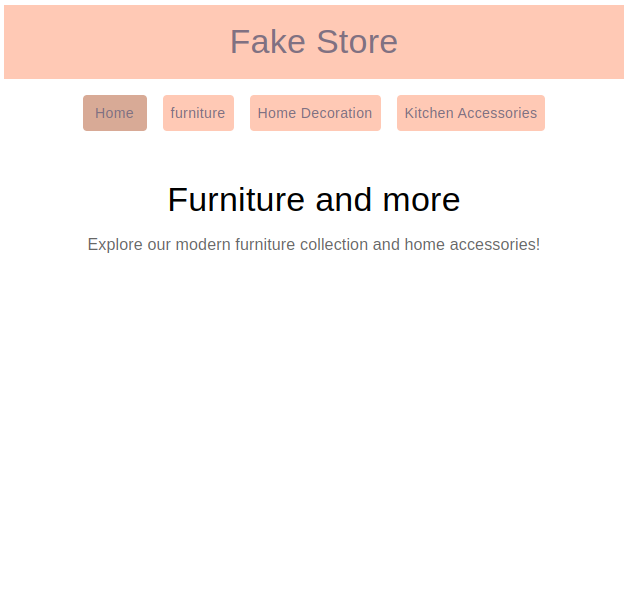 Fake Store
Home furniture Home Decoration Kitchen Accessories
Furniture and more
Explore our modern furniture collection and home accessories!